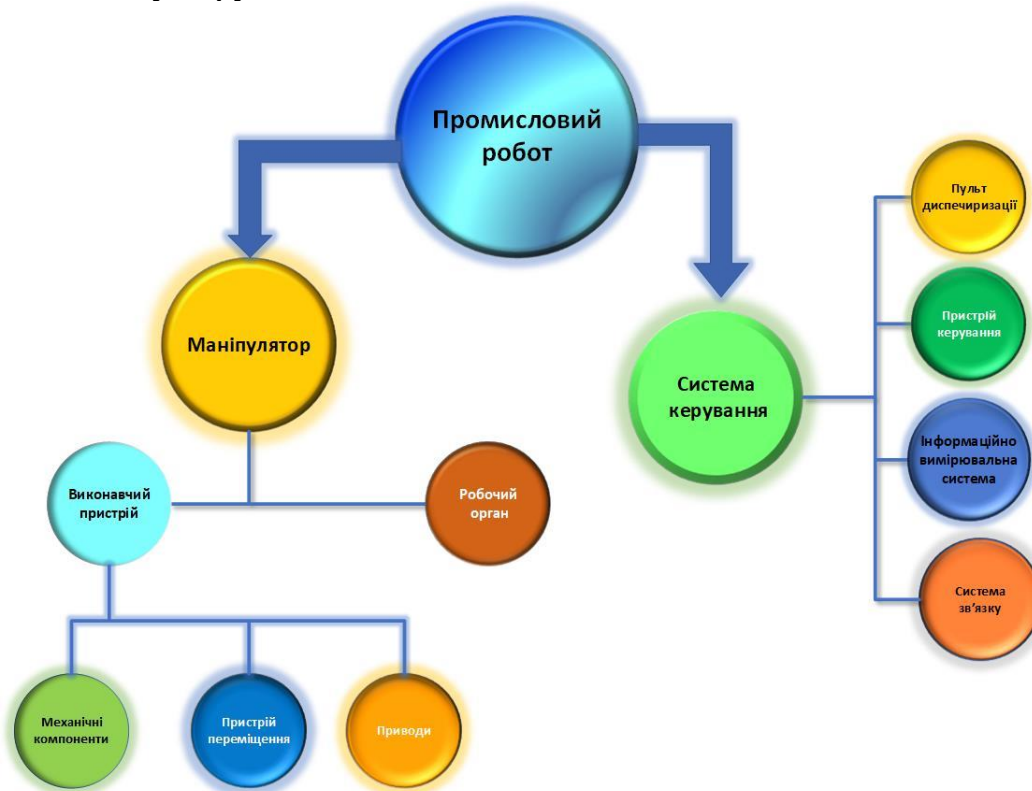 Промисловий
робот
Маніпулятор
Система
керування
Пульт
диспечиризації
Пристрій
керування
Інформаційно
вимірювальна
система
Система
зв'язку
Виконавчий
пристрій
Робочий
орган
Механічні
компоненти
Пристрій
переміщення
Приводи